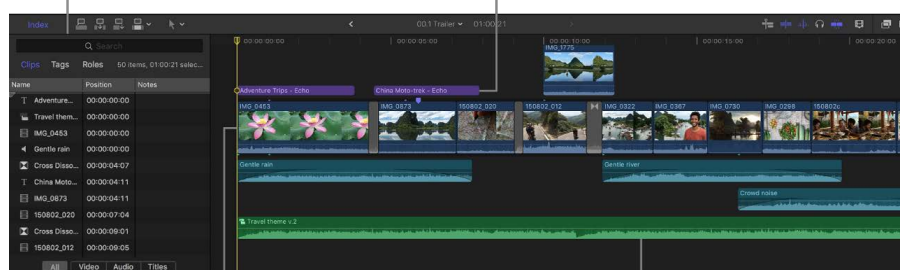 Index
00.1 Trailer 01:00:21
Search
Clips Tags Roles 50 items, 01:00:21 selec...
Name Position Notes
Adventure... 00:00:00:00
Travel them... 00:00:00:00
IMG_0453 00:00:00:00
Gentle rain 00:00:00:00
Cross Disso... 00:00:04:07
China Moto... 00:00:04:11
IMG_0873 00:00:04:11
150802_020 00:00:07:04
Cross Disso... 00:00:09:01
150802_012 00:00:09:05
All Video Audio Titles
00:00:00:00 00:00:05:00 00:00:10:00 00:00:15:00 00:00:20:00
IMG_1775
Adventure Trips - Echo China Moto-trek - Echo
IMG_0453 IMG_0873 150802_020 150802_012 IMG_0322 IMG_0367 IMG_0730 IMG_0298 150802c
Gentle rain Gentle river
Crowd noise
Travel theme v.2